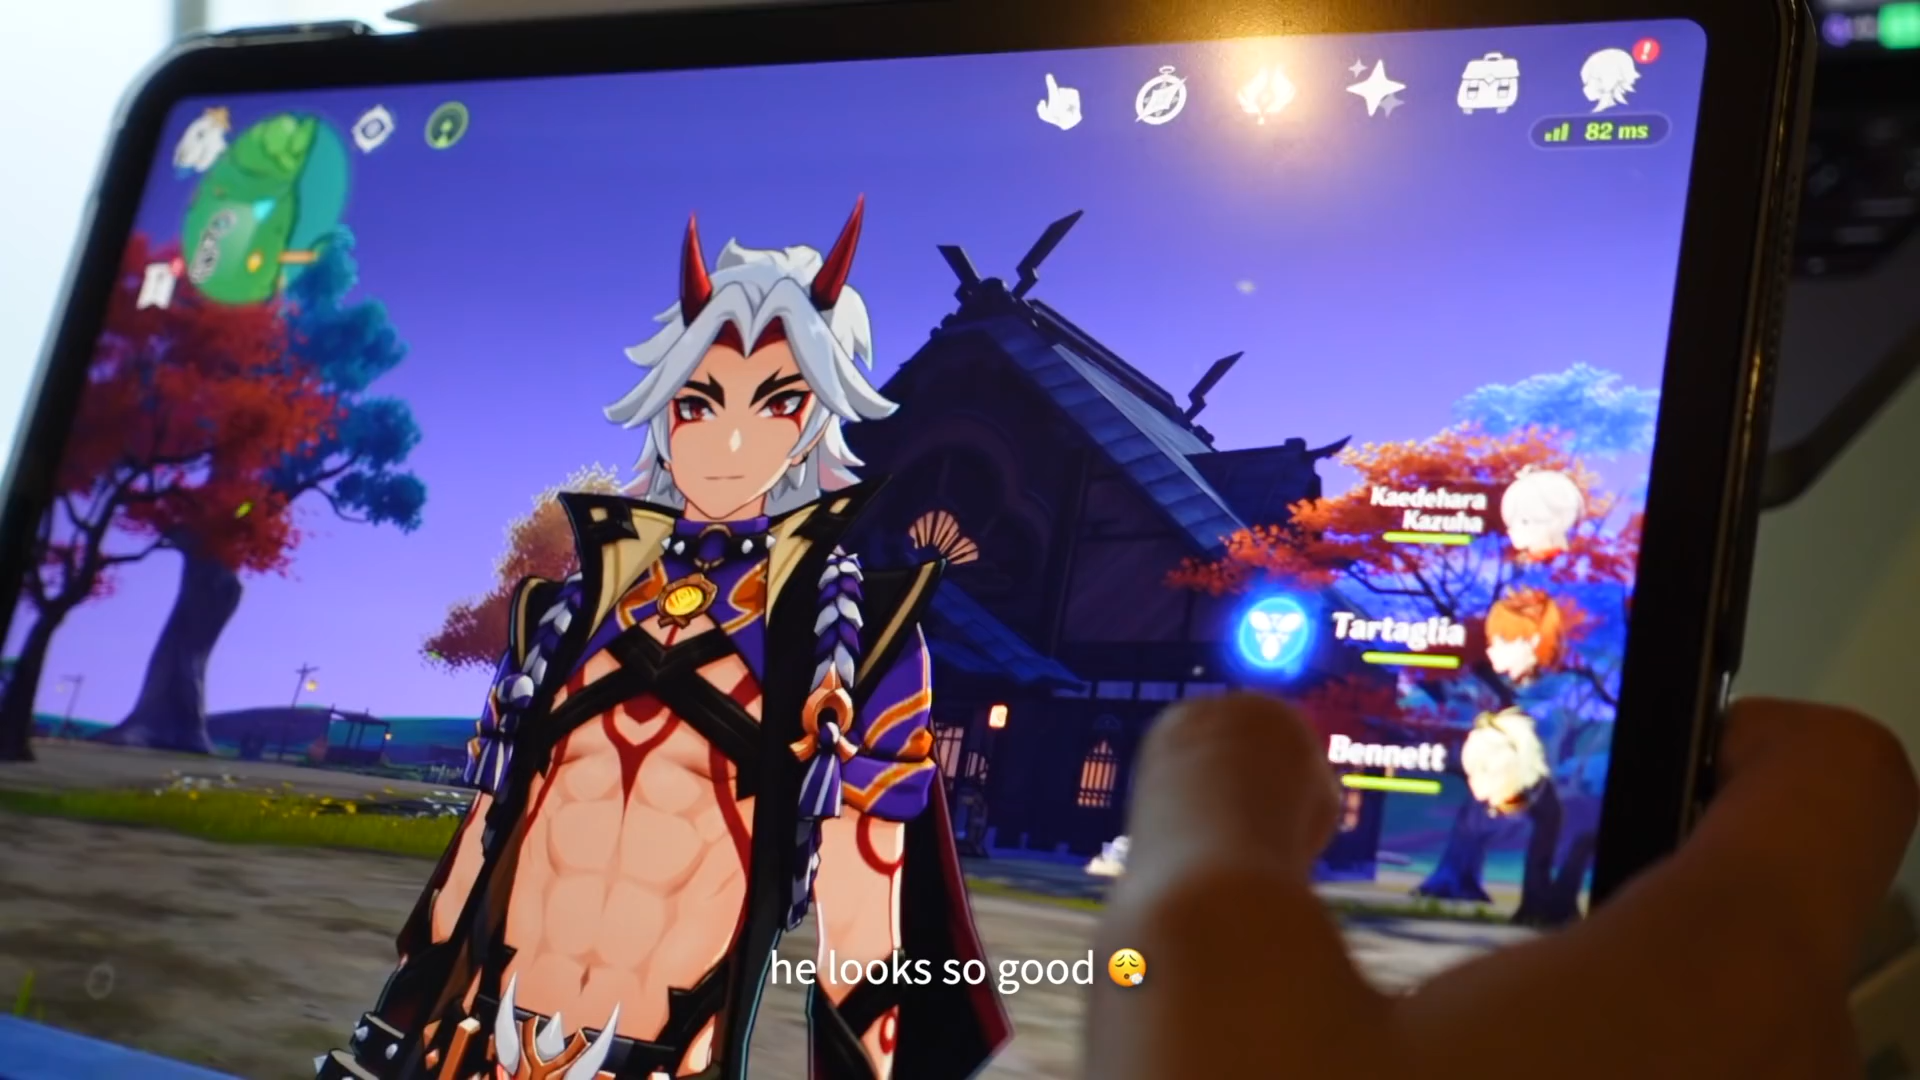 82 ms
Kaedehara
Kazuha
Tartaglia
Bennett
he looks so good 😮‍💨